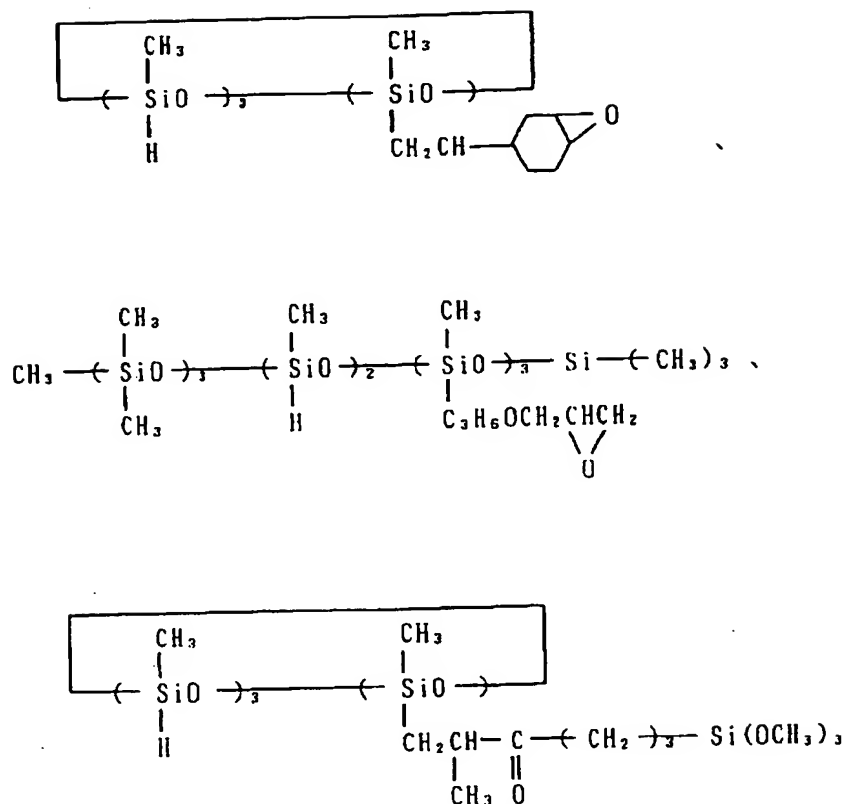 CH₃ CH₃
( SiO )₃ ( SiO )
H CH₂CH O 、
CH₃ CH₃ CH₃
CH₃ ( SiO )₃ ( SiO )₂ ( SiO )₃ Si ( CH₃ )₃ 、
CH₃ H C₃H₆OCH₂CHCH₂
O
CH₃ CH₃
( SiO )₃ ( SiO )
H CH₂CH C ( CH₂ )₃ Si(OCH₃)₃
CH₃ O